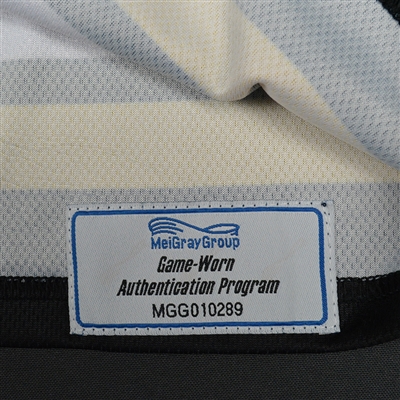 MeiGrayGroup
Game-Worn
Authentication Program
MGG010289